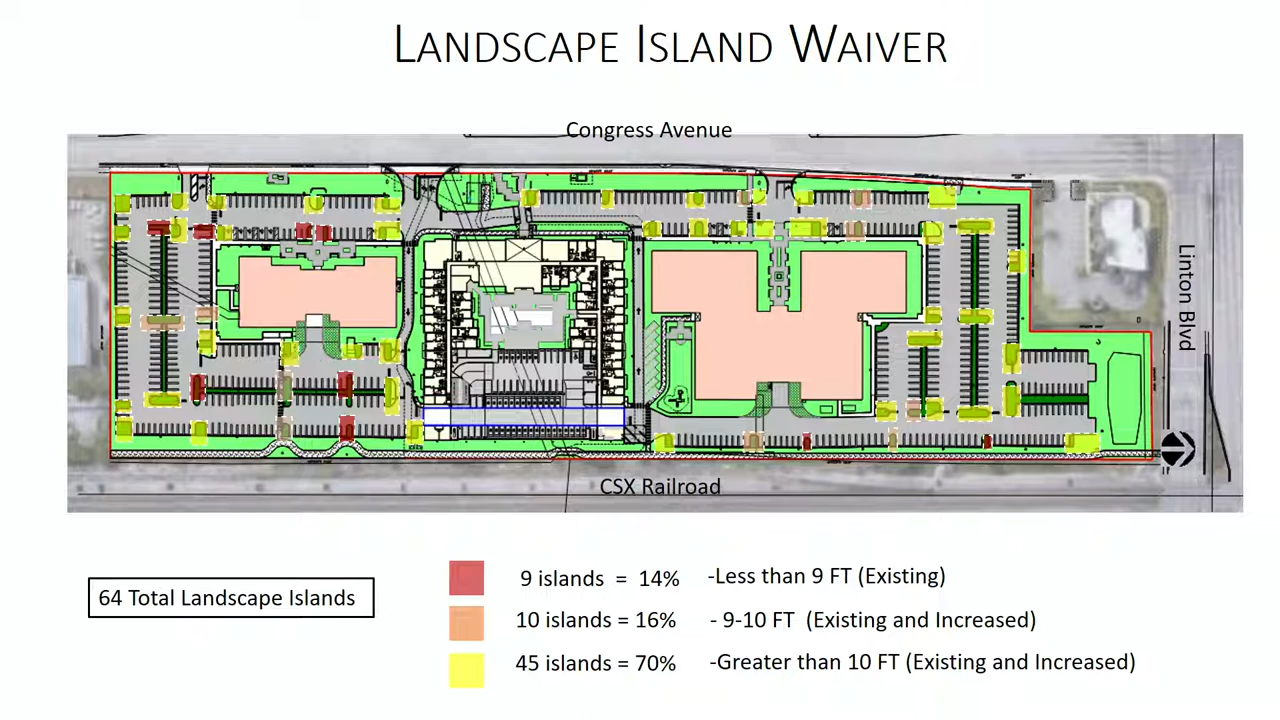 LANDSCAPE ISLAND WAIVER
Congress Avenue
Linton Blvd
CSX Railroad
64 Total Landscape Islands
9 islands = 14% -Less than 9 FT (Existing)
10 islands = 16% - 9-10 FT (Existing and Increased)
45 islands = 70% -Greater than 10 FT (Existing and Increased)